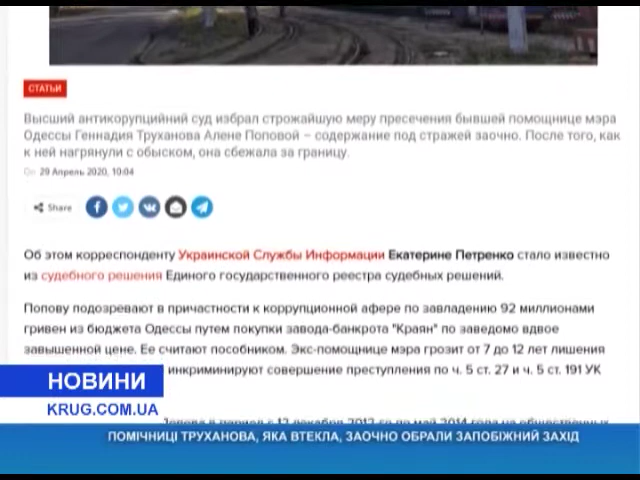 СТАТЬИ
Высший антикорупційний суд избрал строжайшую меру пресечения бывшей помощнице мэра
Одессы Геннадия Труханова Алене Поповой – содержание под стражей заочно. После того, как
к ней нагрянули с обыском, она сбежала за границу.
On 29 Апрель 2020, 10:04
Share
Об этом корреспонденту Украинской Службы Информации Екатерине Петренко стало известно
из судебного решения Единого государственного реестра судебных решений.
Попову подозревают в причастности к коррупционной афере по завладению 92 миллионами
гривен из бюджета Одессы путем покупки завода-банкрота "Краян" по заведомо вдвое
завышенной цене. Ее считают пособником. Экс-помощнице мэра грозит от 7 до 12 лет лишения
инкриминируют совершение преступления по ч. 5 ст. 27 и ч. 5 ст. 191 УК
НОВИНИ
KRUG.COM.UA
ПОМІЧНИЦІ ТРУХАНОВА, ЯКА ВТЕКЛА, ЗАОЧНО ОБРАЛИ ЗАПОБІЖНИЙ ЗАХІД